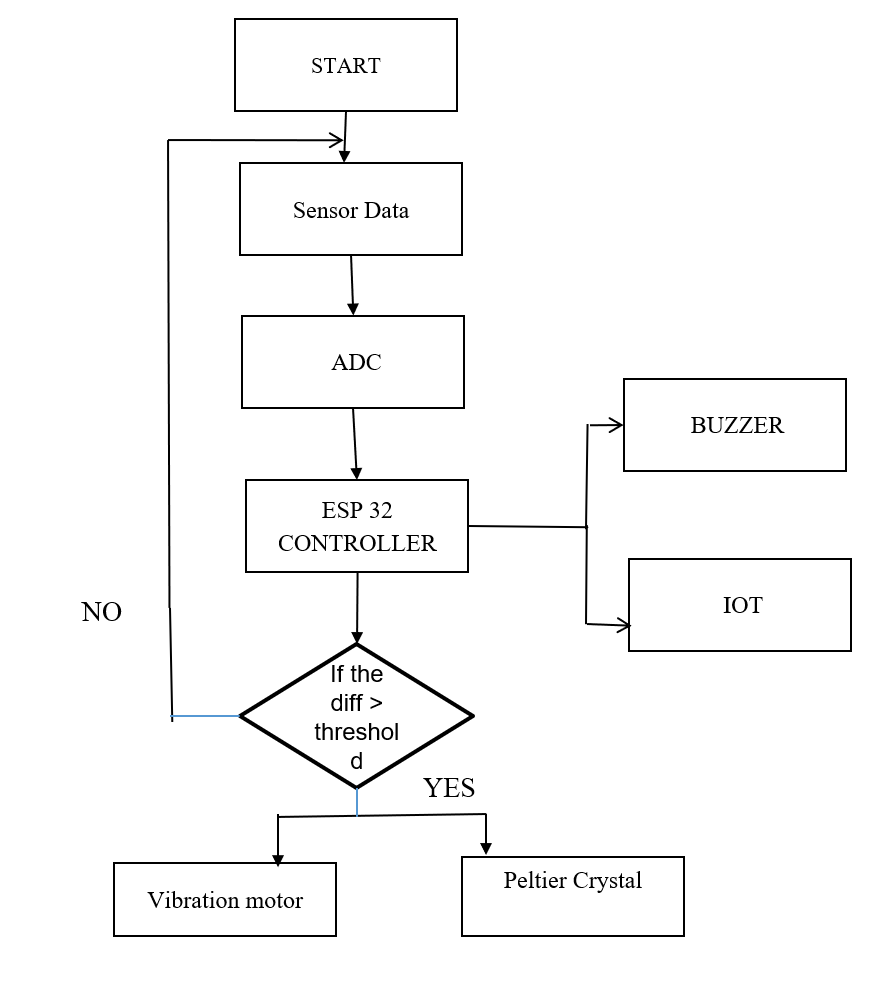 START
Sensor Data
ADC
BUZZER
ESP 32
CONTROLLER
IOT
NO
If the
diff >
threshol
d
YES
Vibration motor
Peltier Crystal